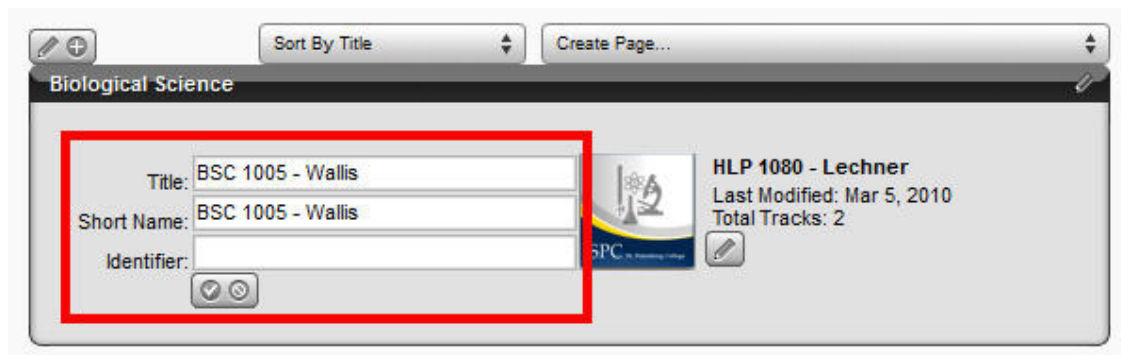 Sort By Title Create Page...
Biological Science
Title: BSC 1005 - Wallis
Short Name: BSC 1005 - Wallis
Identifier:
SPC
HLP 1080 - Lechner
Last Modified: Mar 5, 2010
Total Tracks: 2